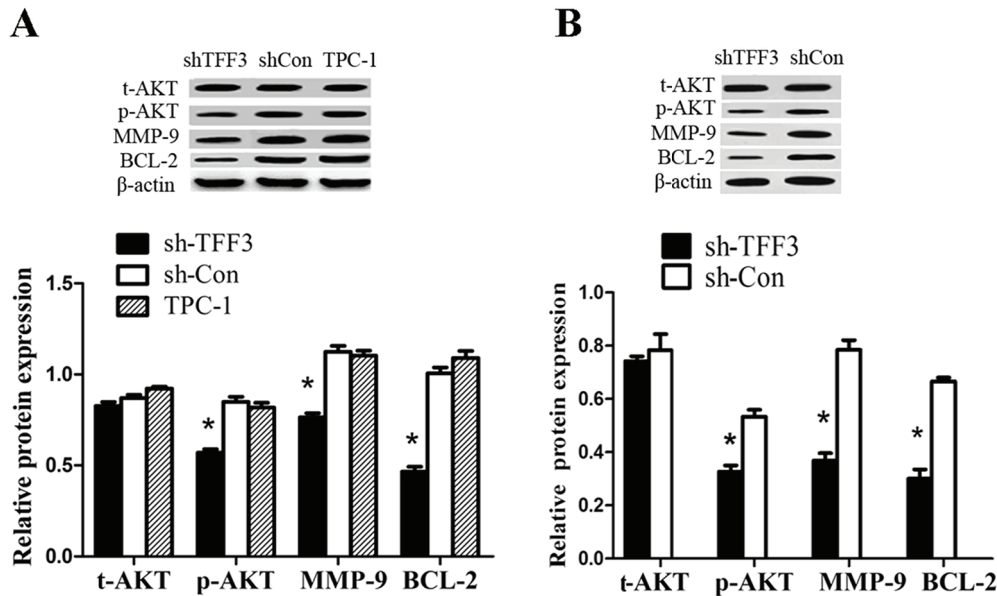 A
shTFF3 shCon TPC-1
t-AKT
p-AKT
MMP-9
BCL-2
β-actin
sh-TFF3
sh-Con
TPC-1
Relative protein expression
1.5
1.0
0.5
0.0
*
*
*
t-AKT p-AKT MMP-9 BCL-2
B
shTFF3 shCon
t-AKT
p-AKT
MMP-9
BCL-2
β-actin
sh-TFF3
sh-Con
Relative protein expression
1.0
0.8
0.6
0.4
0.2
0.0
*
*
*
t-AKT p-AKT MMP-9 BCL-2